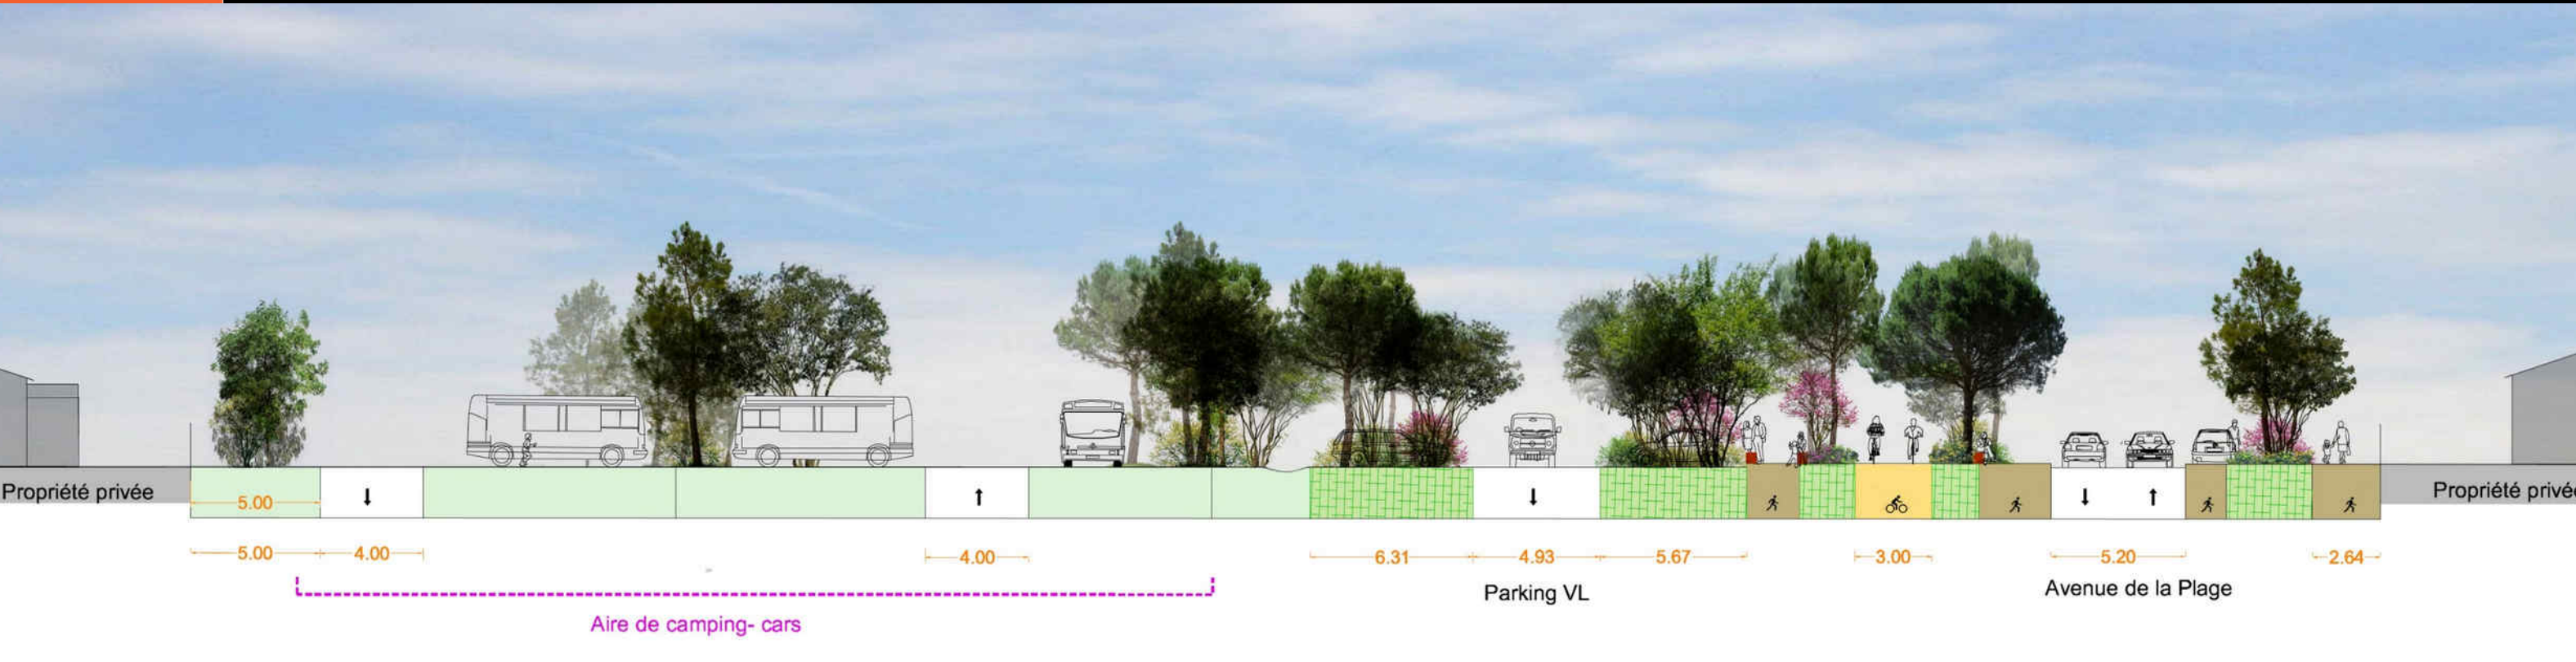 Propriété privée
5.00
Propriété privée
5.00
4.00
4.00
6.31
4.93
5.67
3.00
5.20
2.64
Parking VL
Avenue de la Plage
Aire de camping- cars